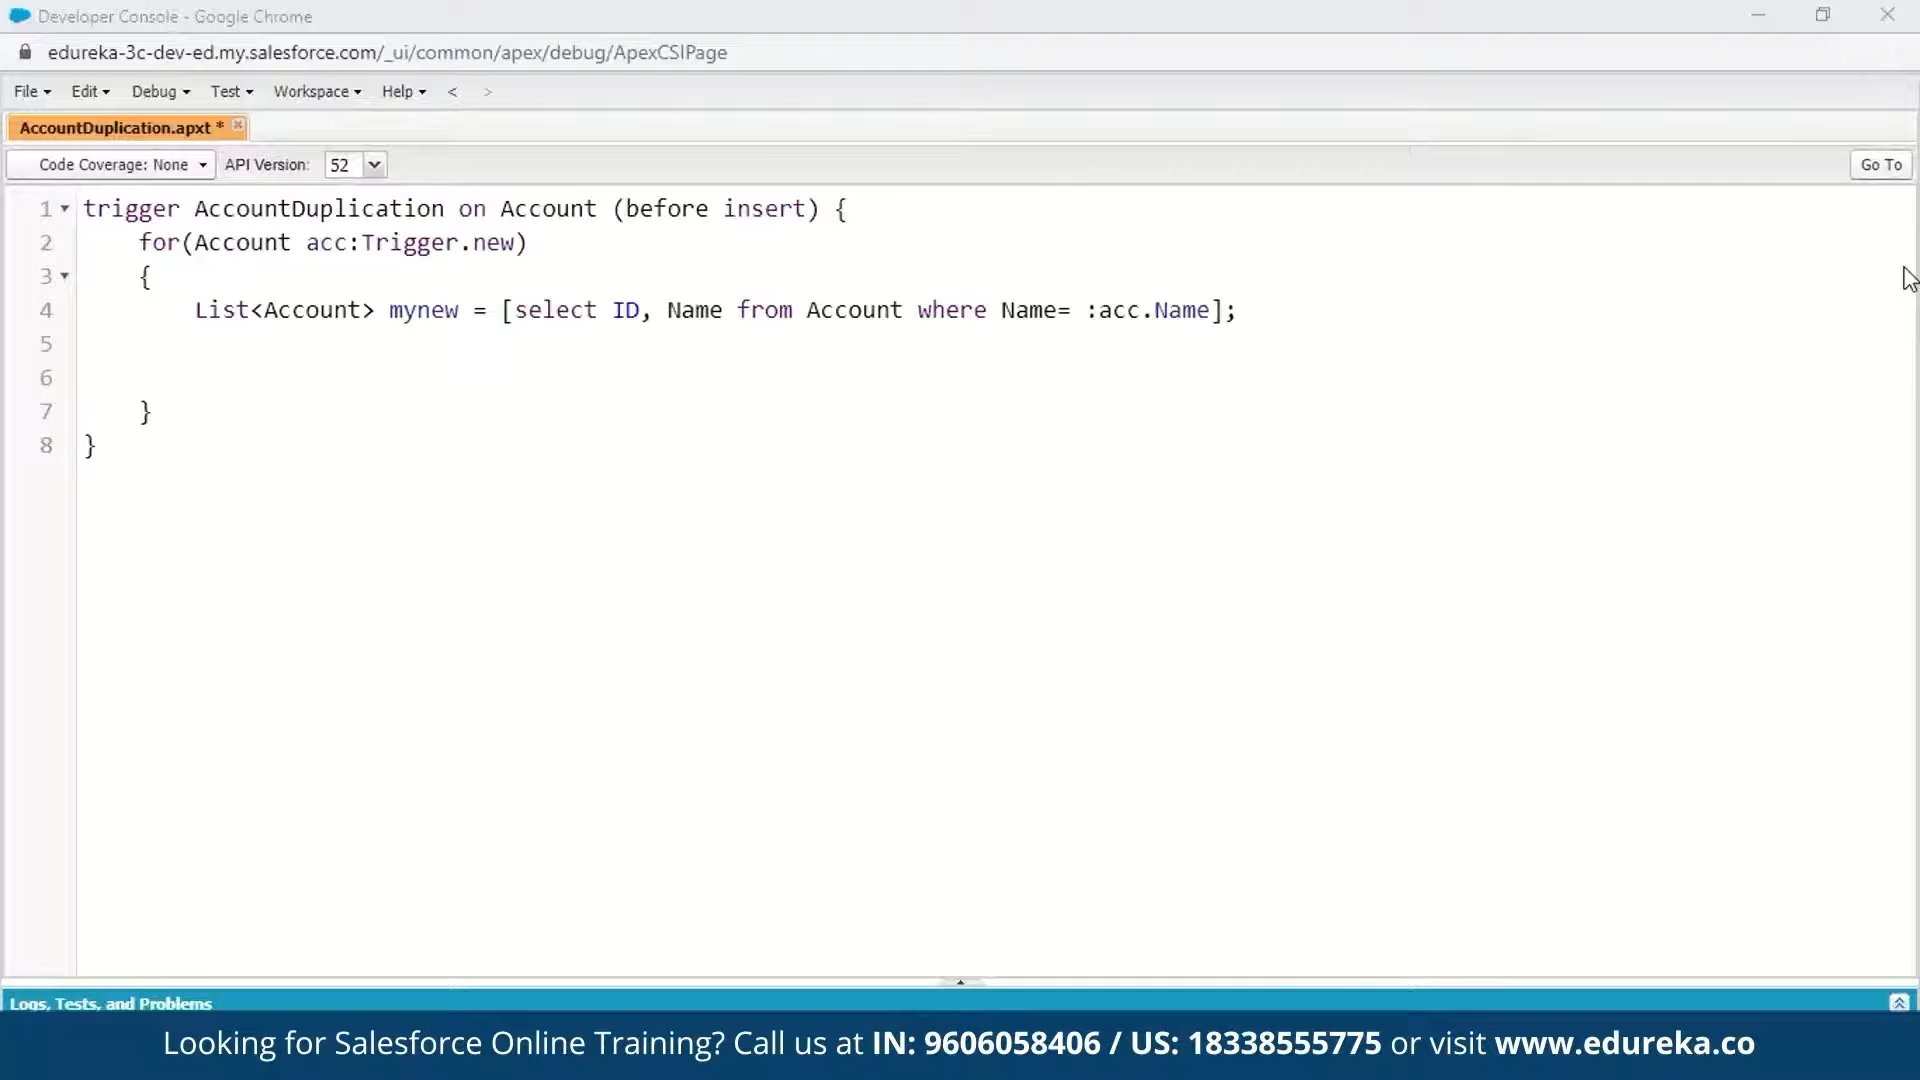 Developer Console - Google Chrome
edureka-3c-dev-ed.my.salesforce.com/_ui/common/apex/debug/ApexCSIPage
File Edit Debug Test Workspace Help < >
AccountDuplication.apxt *
Code Coverage: None API Version: 52 Go To
1 trigger AccountDuplication on Account (before insert) {
2 for(Account acc:Trigger.new)
3 {
4 List<Account> mynew = [select ID, Name from Account where Name= :acc.Name];
5
6
7 }
8 }
Logs, Tests, and Problems
Looking for Salesforce Online Training? Call us at IN: 9606058406 / US: 18338555775 or visit www.edureka.co